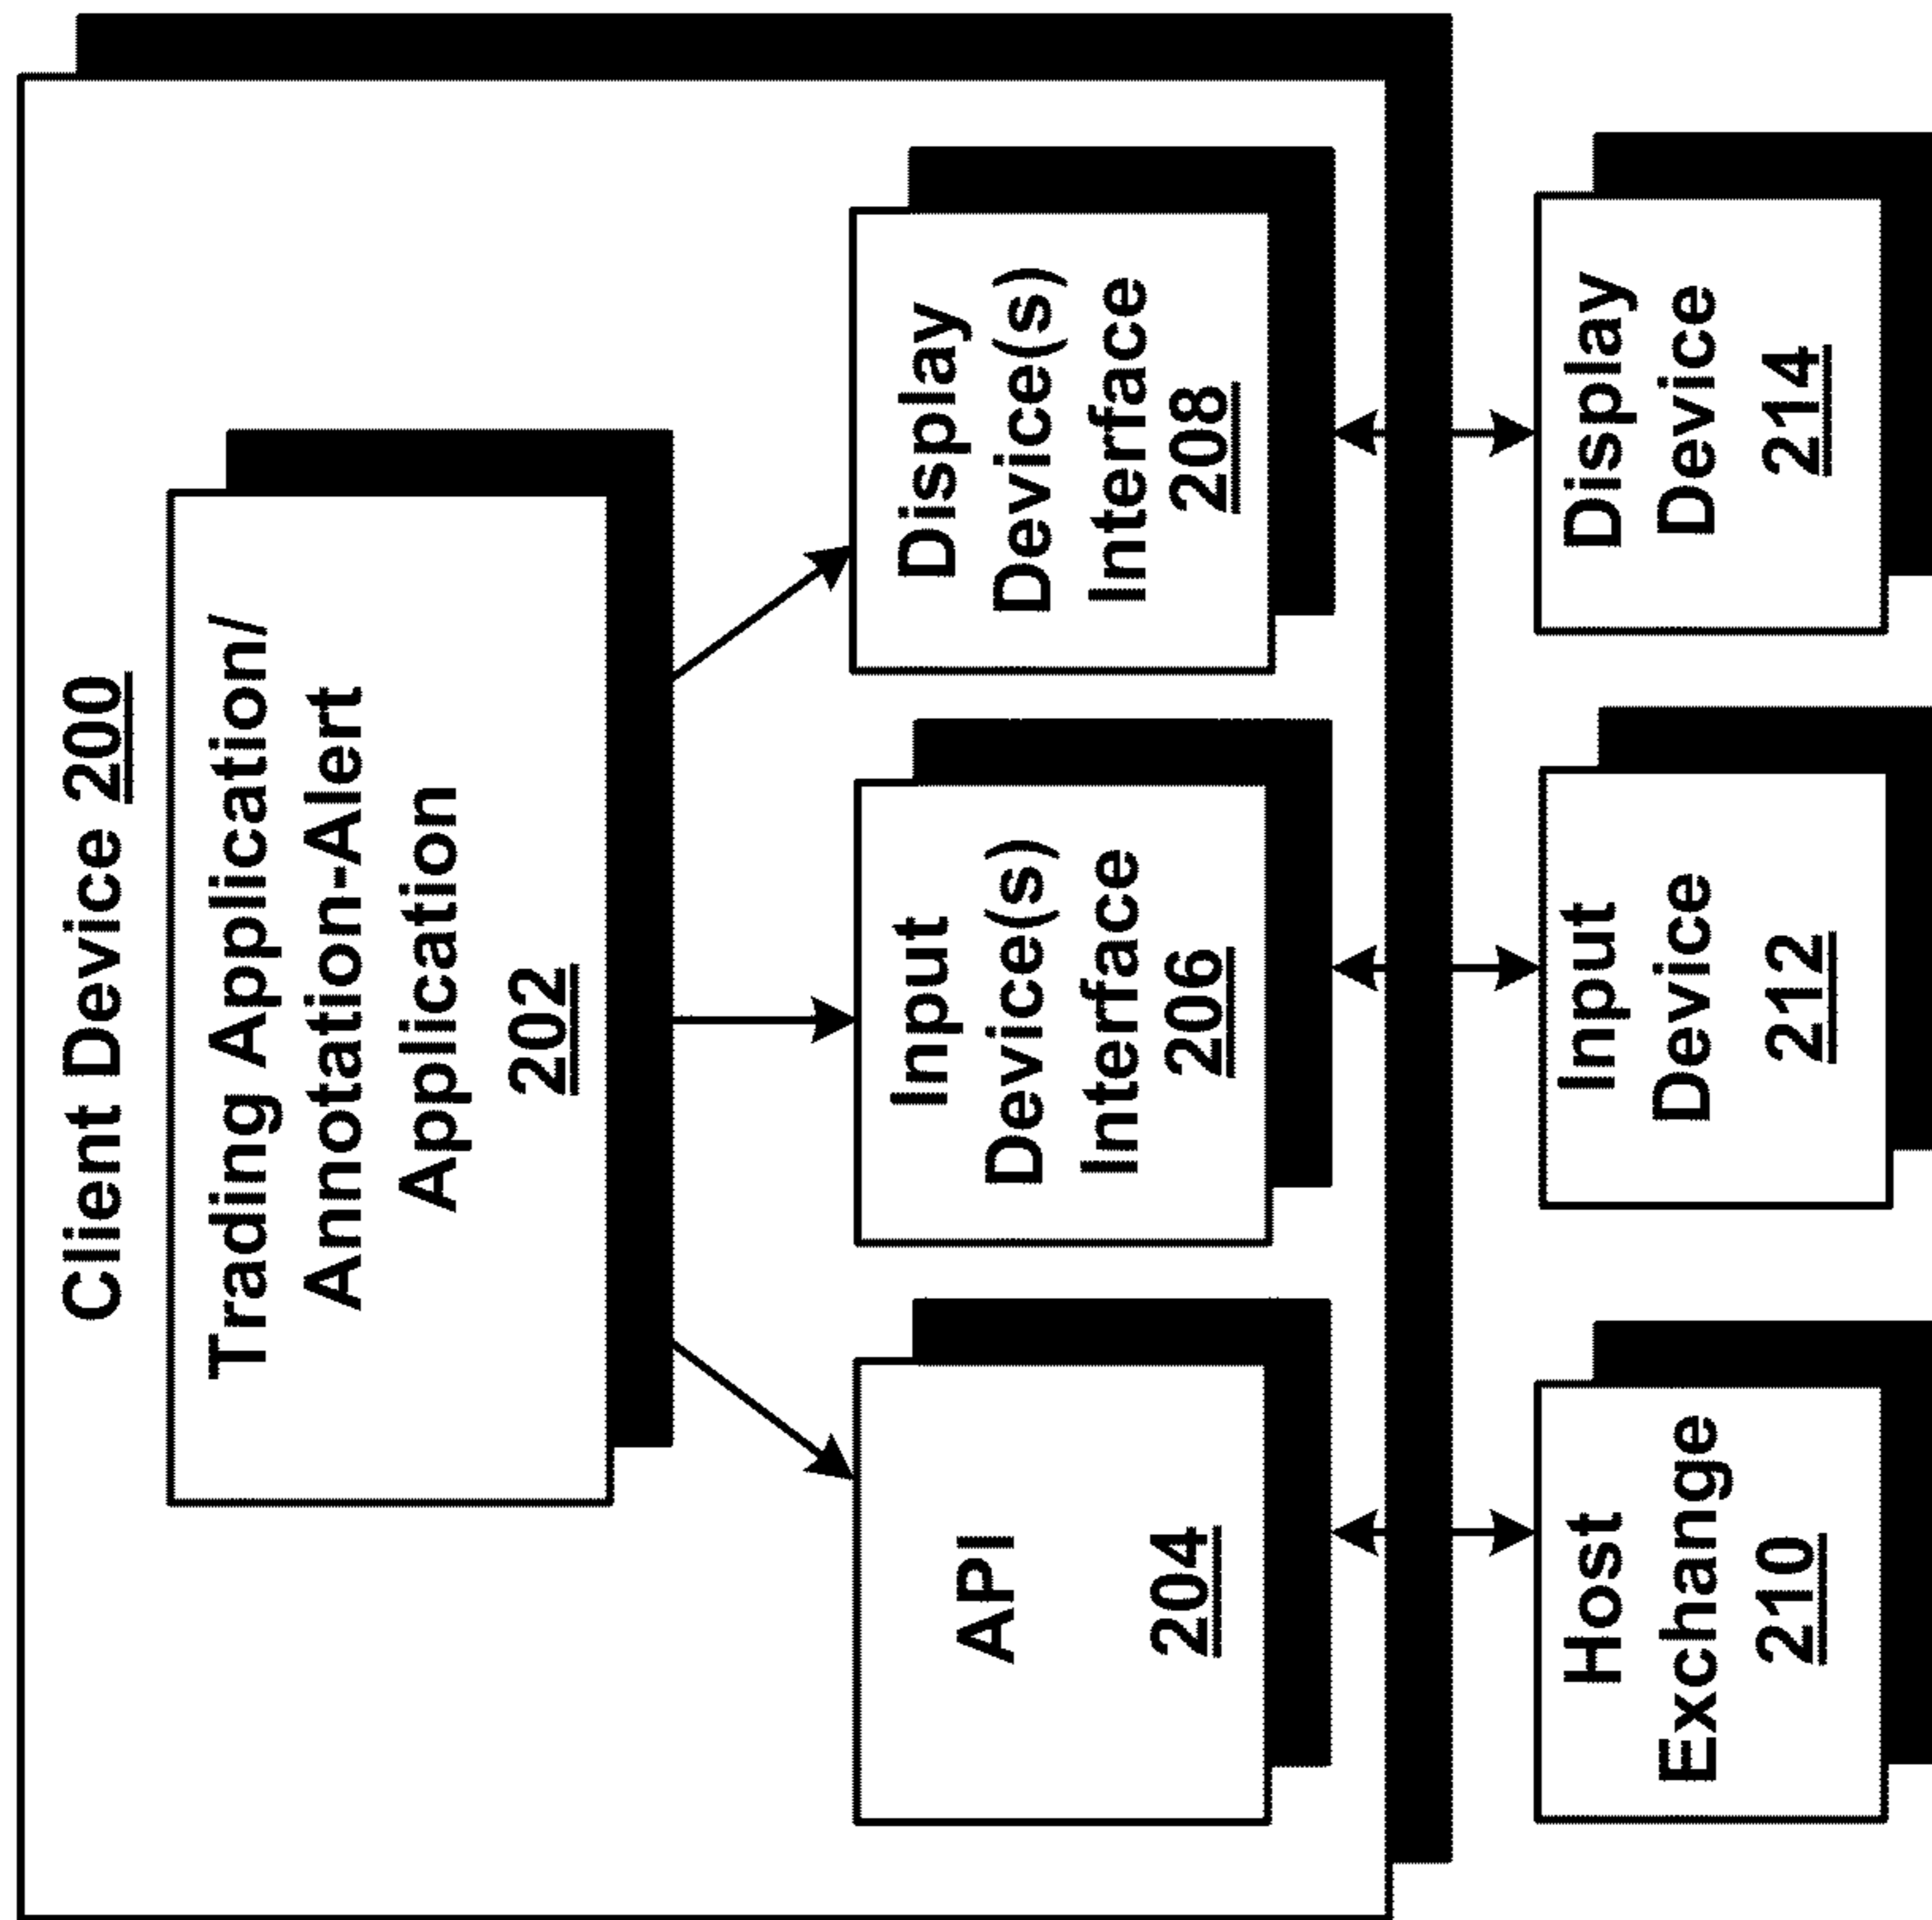 Client Device 200
Trading Application/
Annotation-Alert
Application
202
API
204
Input
Device(s)
Interface
206
Display
Device(s)
Interface
208
Host
Exchange
210
Input
Device
212
Display
Device
214